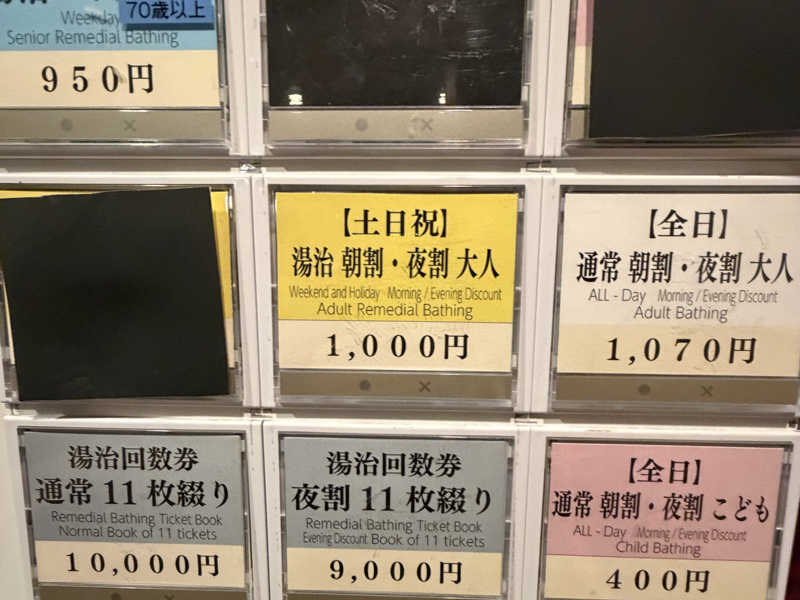 70歳以上
Weekday
Senior Remedial Bathing
950円
【土日祝】
湯治 朝割・夜割 大人
Weekend and Holiday Morning / Evening Discount
Adult Remedial Bathing
1,000円
【全日】
通常 朝割・夜割 大人
ALL - Day Morning / Evening Discount
Adult Bathing
1,070円
湯治回数券
通常 11 枚綴り
Remedial Bathing Ticket Book
Normal Book of 11 tickets
10,000円
湯治回数券
夜割 11 枚綴り
Remedial Bathing Ticket Book
Evening Discount Book of 11 tickets
9,000円
【全日】
通常 朝割・夜割 こども
ALL - Day Morning / Evening Discount
Child Bathing
400円